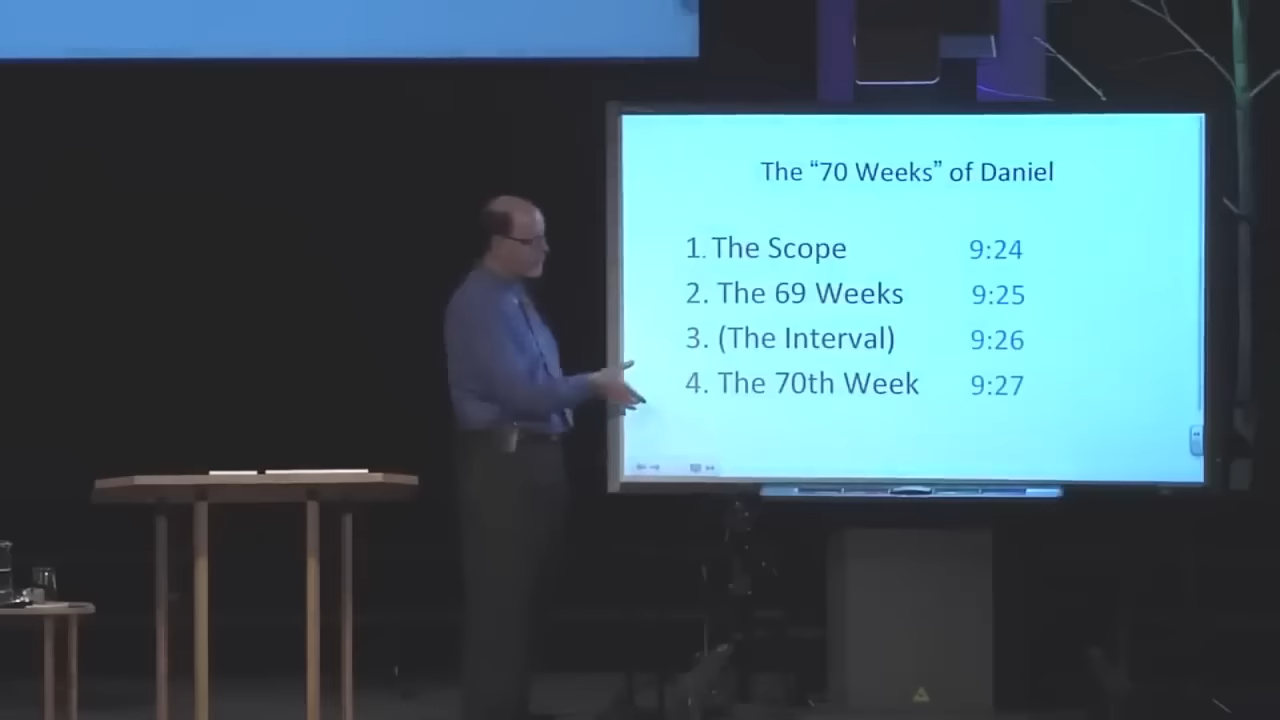 The “70 Weeks” of Daniel
1. The Scope 9:24
2. The 69 Weeks 9:25
3. (The Interval) 9:26
4. The 70th Week 9:27